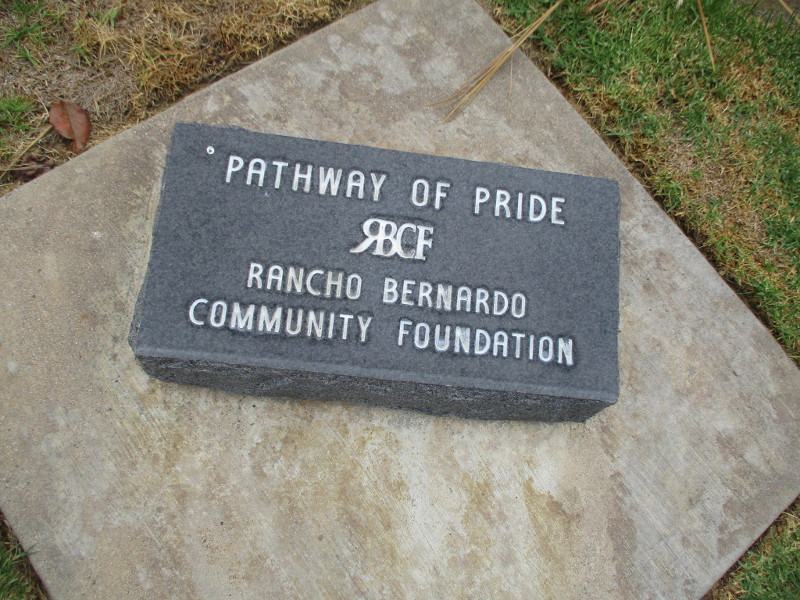 PATHWAY OF PRIDE
RBCF
RANCHO BERNARDO
COMMUNITY FOUNDATION